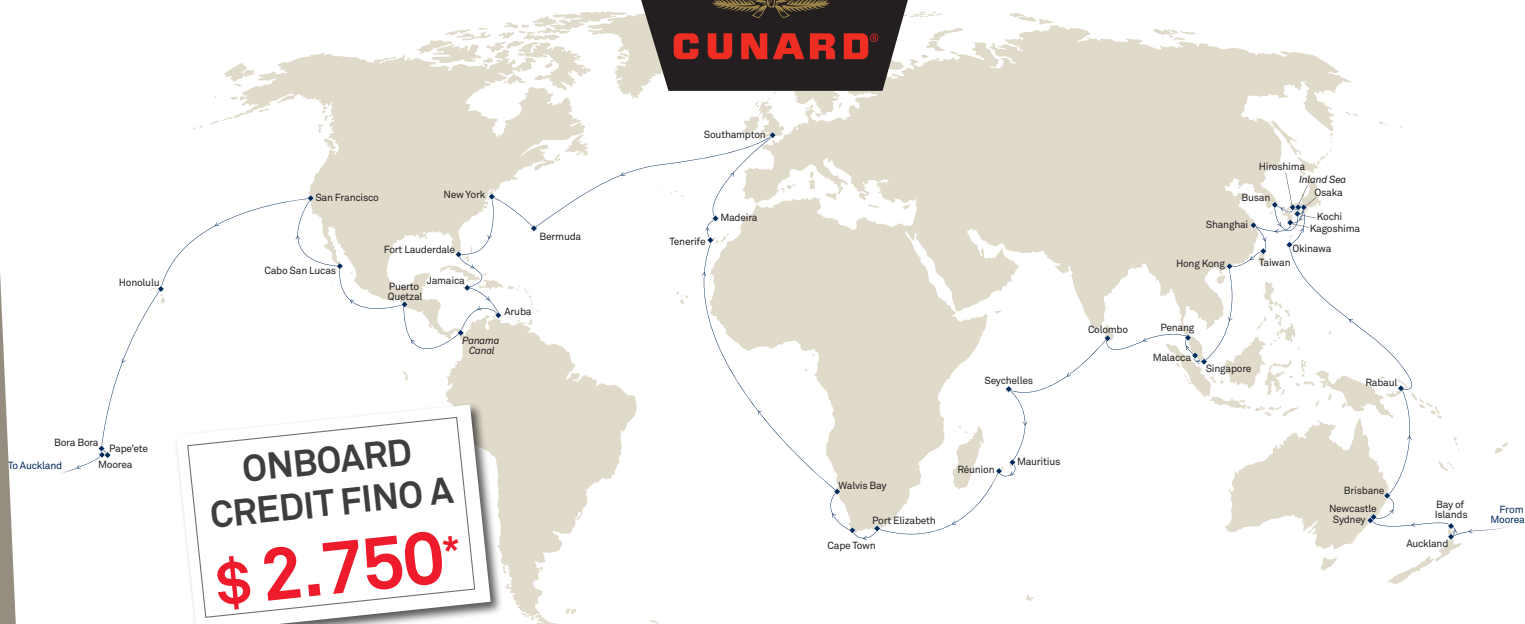 CUNARD®
Southampton
Hiroshima
Inland Sea
Osaka
Busan
Kochi
Kagoshima
Shanghai
Okinawa
Taiwan
Hong Kong
San Francisco
New York
Bermuda
Madeira
Tenerife
Fort Lauderdale
Cabo San Lucas
Jamaica
Honolulu
Puerto
Quetzal
Aruba
Panama
Canal
Colombo
Penang
Malacca
Singapore
Seychelles
Rabaul
Bora Bora
Pape'ete
Moorea
To Auckland
Réunion
Mauritius
Walvis Bay
Port Elizabeth
Cape Town
Brisbane
Newcastle
Sydney
Bay of
Islands
Auckland
From
Moorea
ONBOARD
CREDIT FINO A
$ 2.750*